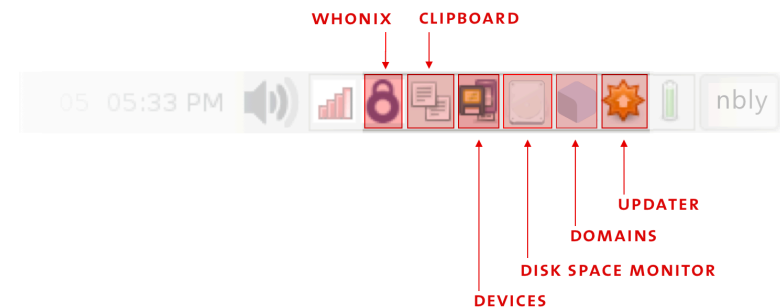 WHONIX CLIPBOARD
05 05:33 PM nbly
UPDATER
DOMAINS
DISK SPACE MONITOR
DEVICES